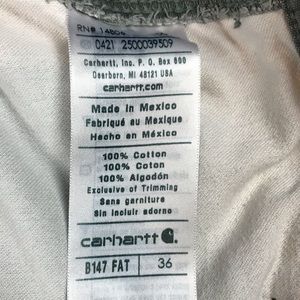 RN# 14806
0421 2500039509
Carhartt, Inc. P.O. Box 600
Dearborn, MI 48121 USA
carhartt.com
Made in Mexico
Fabriqué au Mexique
Hecho en México
100% Cotton
100% Coton
100% Algodón
Exclusive of Trimming
Sans garniture
Sin incluir adorno
carhartt
B147 FAT 36